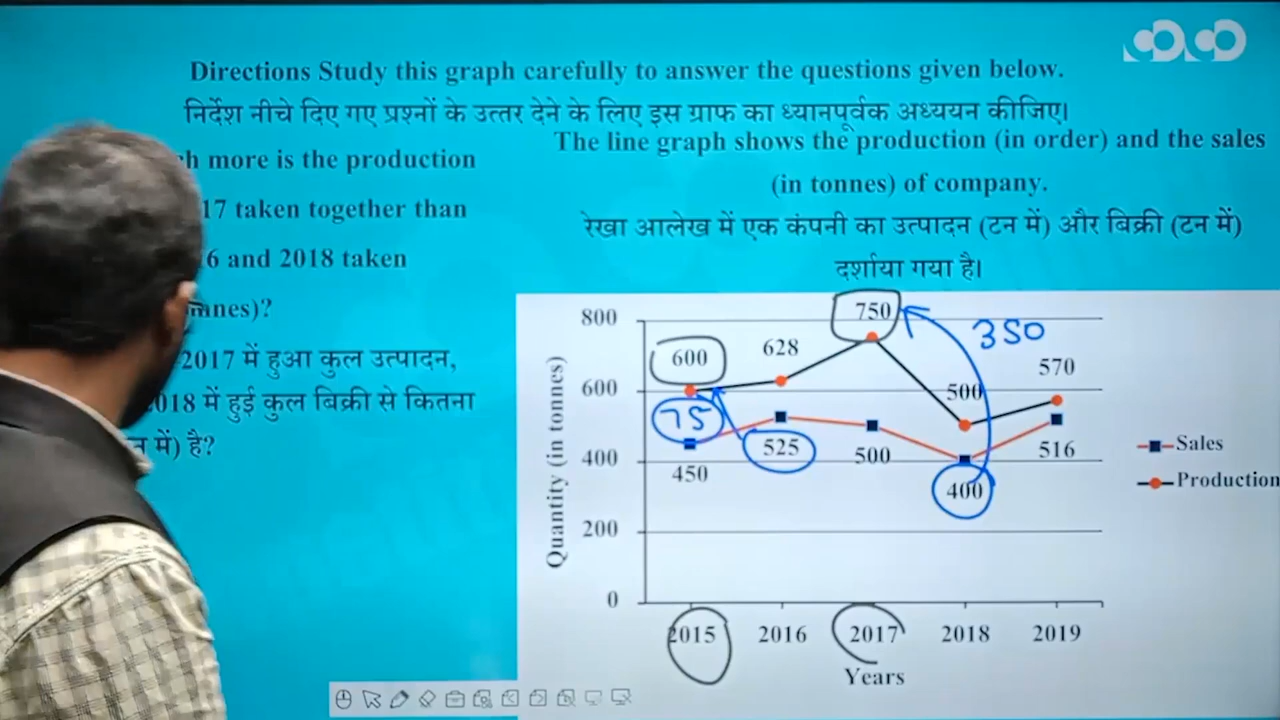 Directions Study this graph carefully to answer the questions given below.
निर्देश नीचे दिए गए प्रश्नों के उत्तर देने के लिए इस ग्राफ का ध्यानपूर्वक अध्ययन कीजिए।
more is the production
17 taken together than
6 and 2018 taken
2017 में हुआ कुल उत्पादन,
में हुई कुल बिक्री से कितना
में) है?
The line graph shows the production (in order) and the sales
(in tonnes) of company.
रेखा आलेख में एक कंपनी का उत्पादन (टन में) और बिक्री (टन में)
दर्शाया गया है।
Quantity (in tonnes)
800
600
400
200
0
600
628
750
500
570
450
525
500
400
516
75
350
2015 2016 2017 2018 2019
Years
Sales
Production